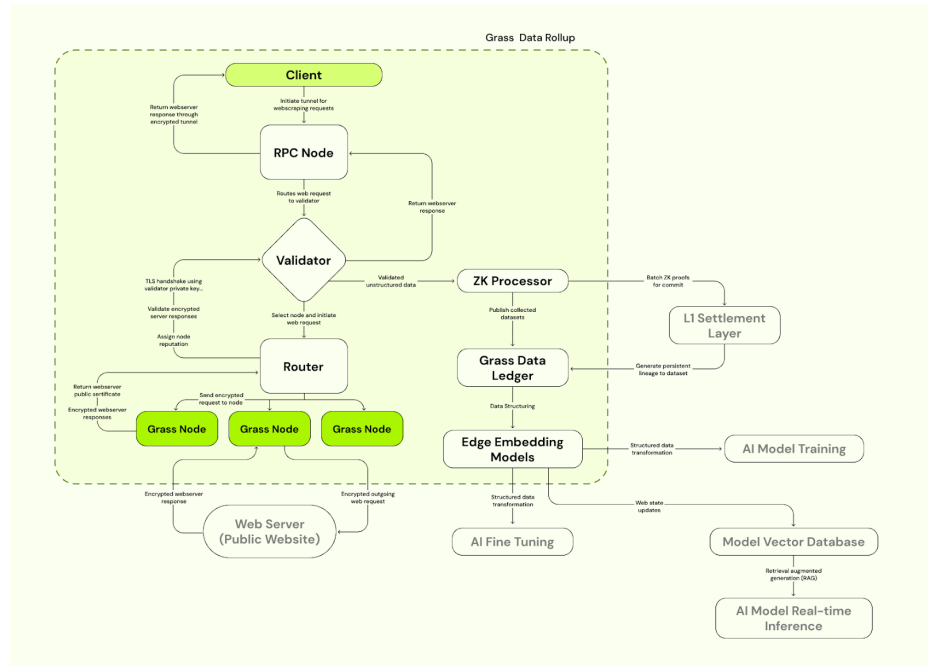 Grass Data Rollup
Client
Initiate tunnel for
webscraping requests
Return webserver
response through
encrypted tunnel
RPC Node
Routes web request
to validator
Return webserver
response
Validator
TLS handshake using
validator private key...
Validate encrypted
server responses
Assign node
reputation
Validated
unstructured data
ZK Processor
Batch ZK proofs
for commit
L1 Settlement
Layer
Select node and initiate
web request
Publish collected
datasets
Router
Grass Data
Ledger
Generate persistent
lineage to dataset
Return webserver
public certificate
Encrypted webserver
responses
Send encrypted
request to node
Grass Node
Grass Node
Grass Node
Data Structuring
Edge Embedding
Models
Structured data
transformation
AI Model Training
Encrypted webserver
response
Encrypted outgoing
web request
Web Server
(Public Website)
Structured data
transformation
AI Fine Tuning
Web state
updates
Model Vector Database
Retrieval augmented
generation (RAG)
AI Model Real-time
Inference